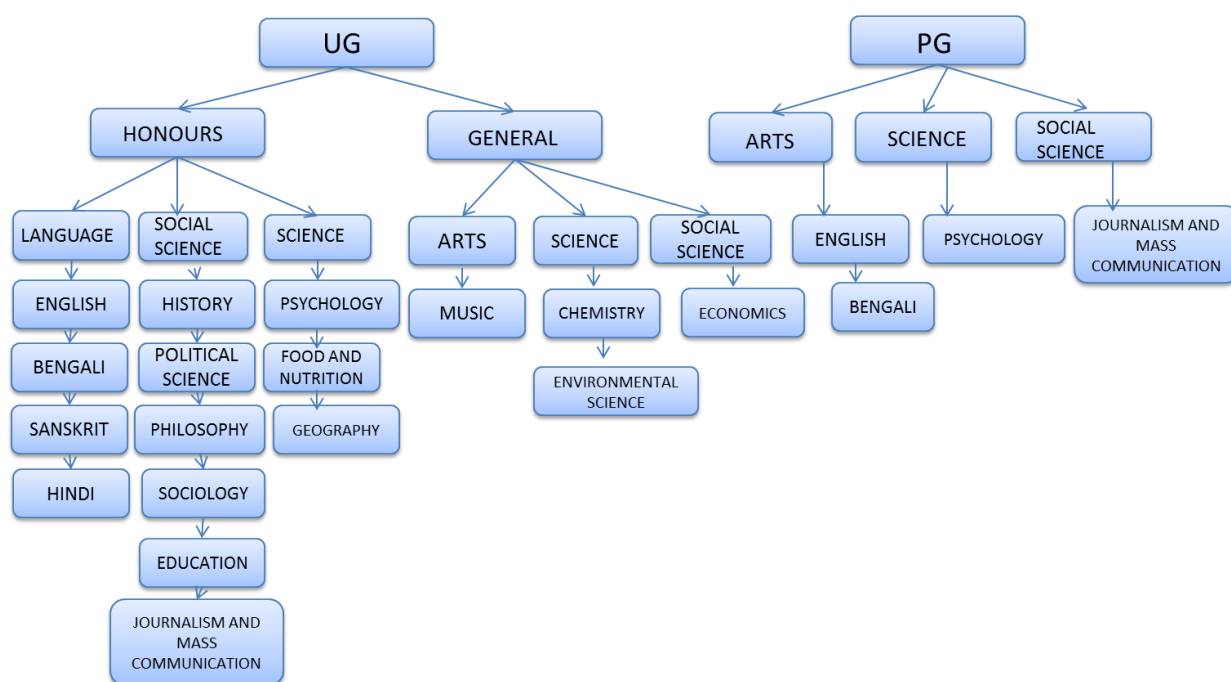 UG
PG
HONOURS
GENERAL
ARTS
SCIENCE
SOCIAL
SCIENCE
LANGUAGE
SOCIAL
SCIENCE
SCIENCE
ARTS
SCIENCE
SOCIAL
SCIENCE
ENGLISH
PSYCHOLOGY
JOURNALISM AND
MASS
COMMUNICATION
ENGLISH
HISTORY
PSYCHOLOGY
MUSIC
CHEMISTRY
ECONOMICS
BENGALI
BENGALI
POLITICAL
SCIENCE
FOOD AND
NUTRITION
ENVIRONMENTAL
SCIENCE
SANSKRIT
PHILOSOPHY
GEOGRAPHY
HINDI
SOCIOLOGY
EDUCATION
JOURNALISM AND
MASS
COMMUNICATION